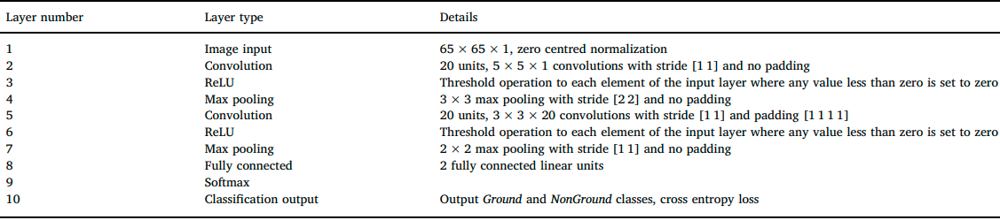 Layer number Layer type Details
1 Image input 65 × 65 × 1, zero centred normalization
2 Convolution 20 units, 5 × 5 × 1 convolutions with stride [1 1] and no padding
3 ReLU Threshold operation to each element of the input layer where any value less than zero is set to zero
4 Max pooling 3 × 3 max pooling with stride [2 2] and no padding
5 Convolution 20 units, 3 × 3 × 20 convolutions with stride [1 1] and padding [1 1 1 1]
6 ReLU Threshold operation to each element of the input layer where any value less than zero is set to zero
7 Max pooling 2 × 2 max pooling with stride [1 1] and no padding
8 Fully connected 2 fully connected linear units
9 Softmax
10 Classification output Output Ground and NonGround classes, cross entropy loss